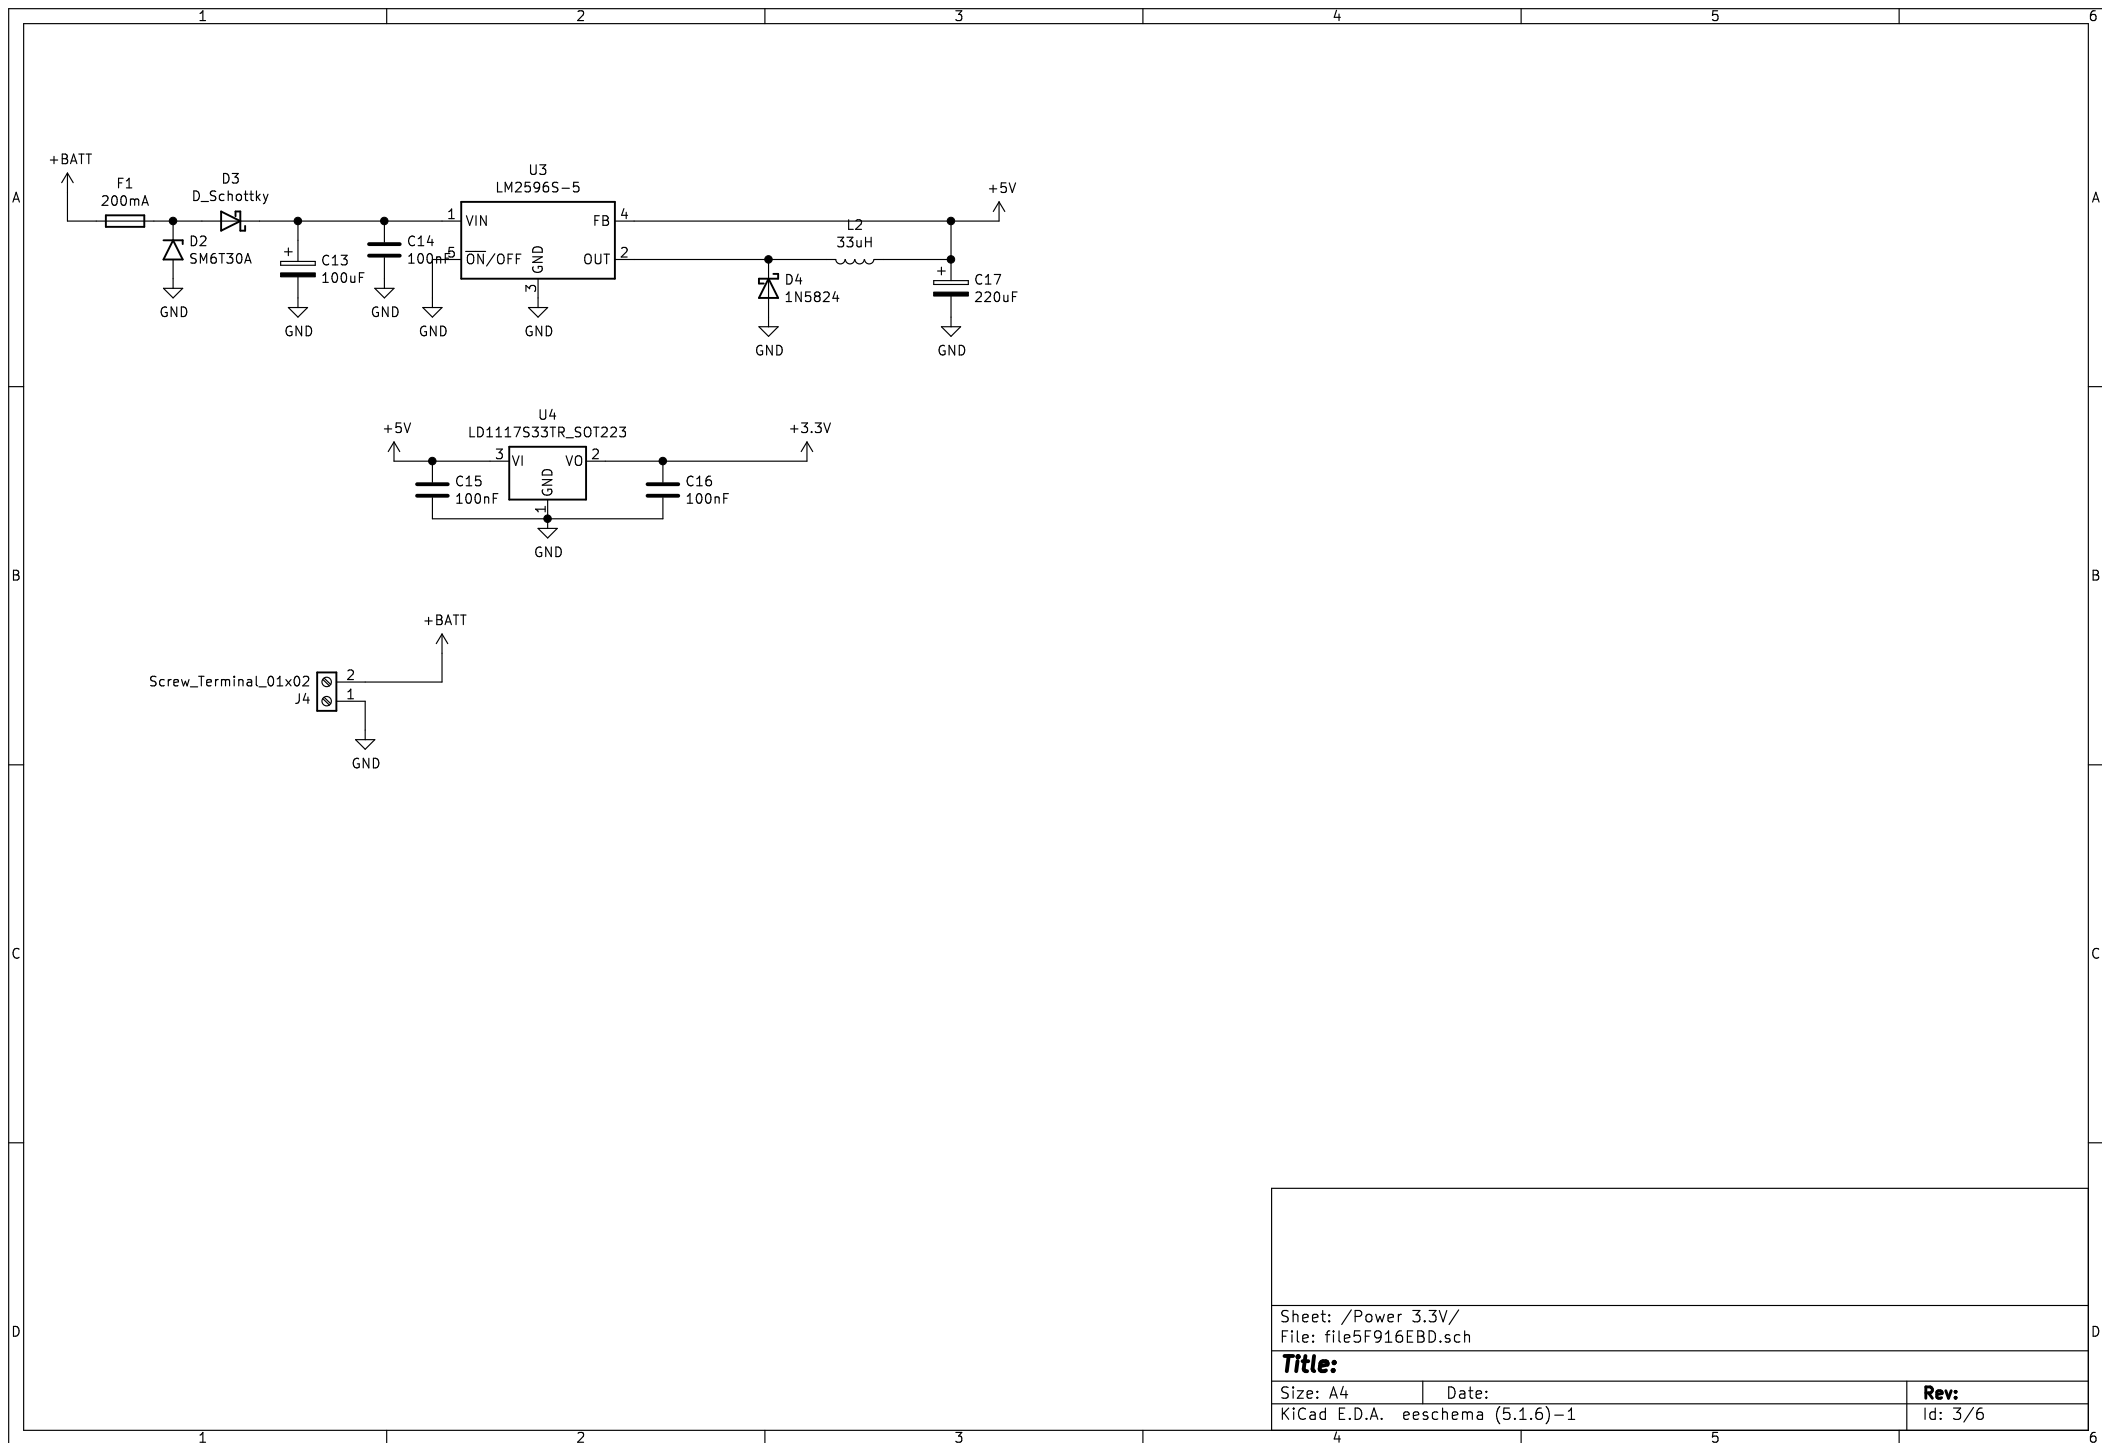 1 2 3 4 5 6
A A
+BATT
F1
200mA
D3
D_Schottky
D2
SM6T30A
GND
+
C13
100uF
GND
C14
100nF
GND
U3
LM2596S-5
1 VIN
FB 4
5 ON/OFF
GND
3
OUT 2
GND
GND
L2
33uH
D4
1N5824
GND
+5V
+
C17
220uF
GND
+5V
U4
LD1117S33TR_SOT223
3 VI
VO 2
GND
1
+3.3V
C15
100nF
C16
100nF
GND
B B
+BATT
Screw_Terminal_01x02
J4
2
1
GND
C C
D D
Sheet: /Power 3.3V/
File: file5F916EBD.sch
Title:
Size: A4 Date: Rev:
KiCad E.D.A. eeschema (5.1.6)-1 Id: 3/6
1 2 3 4 5 6